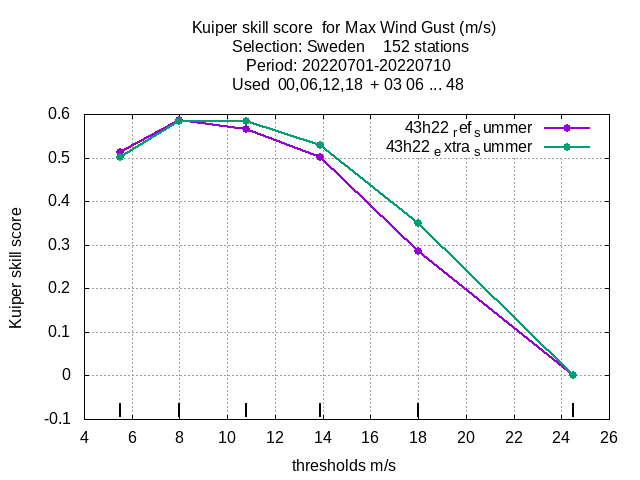 Kuiper skill score  for Max Wind Gust (m/s)
Selection: Sweden    152 stations
Period: 20220701-20220710
Used  00,06,12,18  + 03 06 ... 48
43h22 ref summer
43h22 extra summer
0.6
0.5
0.4
0.3
0.2
0.1
0
-0.1
Kuiper skill score
4 6 8 10 12 14 16 18 20 22 24 26
thresholds m/s